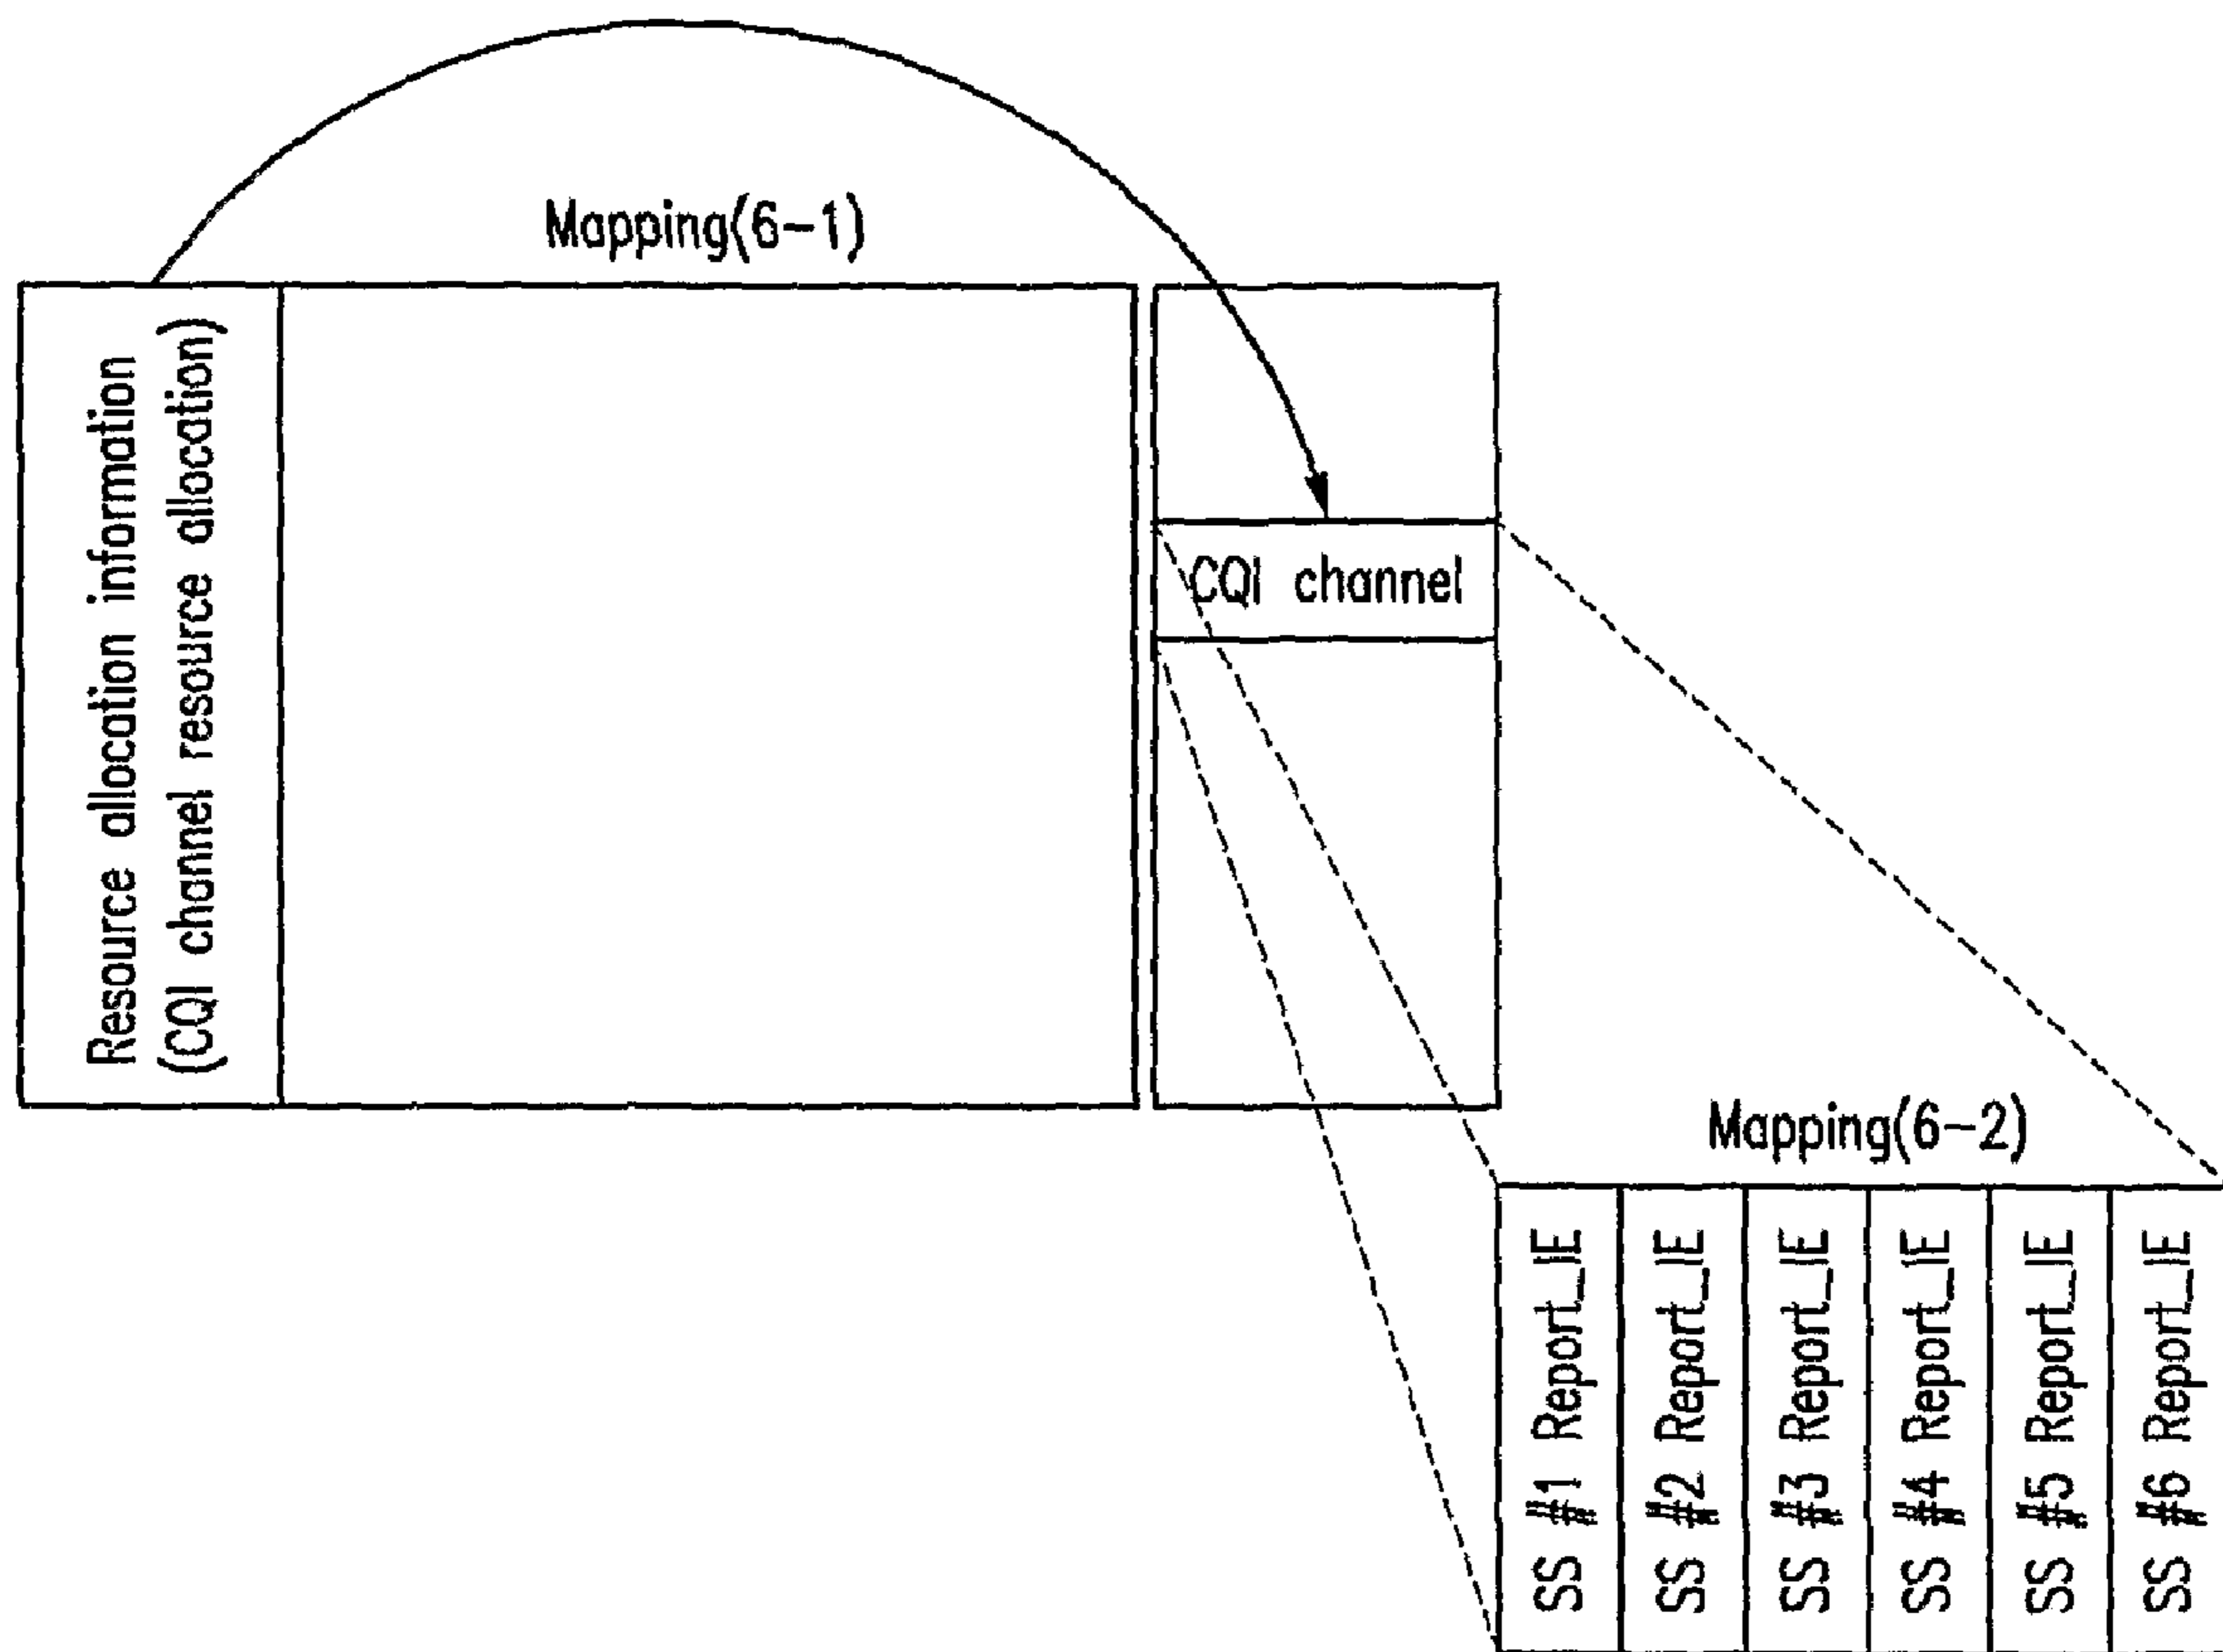 Mapping(6-1)
Resource allocation information
(CQI channel resource allocation)
CQI channel
Mapping(6-2)
SS #1 Report_IE
SS #2 Report_IE
SS #3 Report_IE
SS #4 Report_IE
SS #5 Report_IE
SS #6 Report_IE